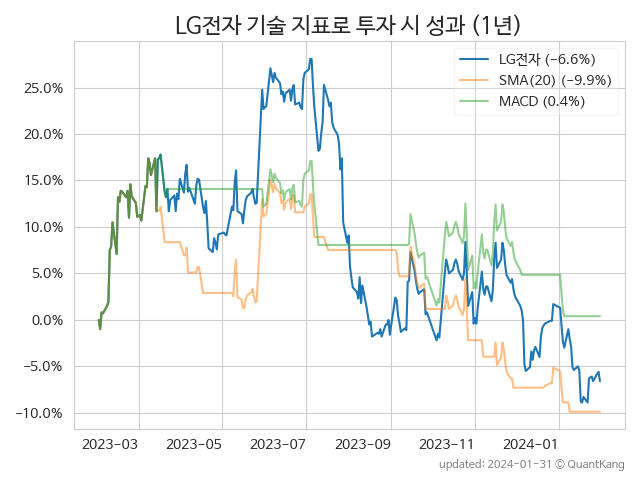 LG전자 기술 지표로 투자 시 성과 (1년)
LG전자 (−6.6%)
SMA(20) (−9.9%)
MACD (0.4%)
25.0%
20.0%
15.0%
10.0%
5.0%
0.0%
−5.0%
−10.0%
2023-03 2023-05 2023-07 2023-09 2023-11 2024-01
updated: 2024-01-31 © QuantKang